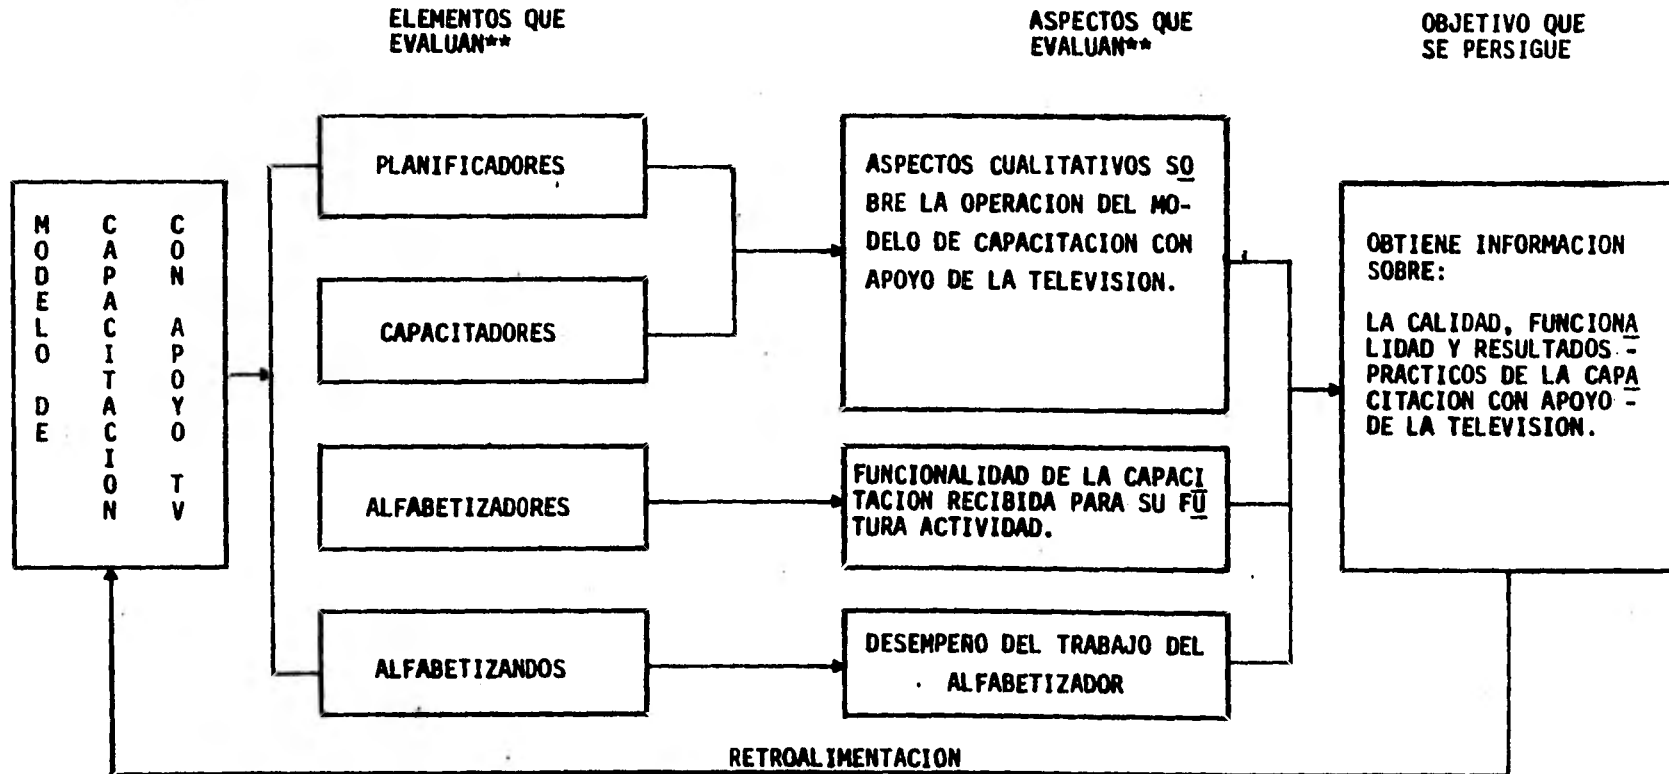 ELEMENTOS QUE
EVALUAN**
ASPECTOS QUE
EVALUAN**
OBJETIVO QUE
SE PERSIGUE
MODELO DE
CAPACITACION
CON APOYO TV
PLANIFICADORES
CAPACITADORES
ALFABETIZADORES
ALFABETIZANDOS
ASPECTOS CUALITATIVOS SO
BRE LA OPERACION DEL MO-
DELO DE CAPACITACION CON
APOYO DE LA TELEVISION.
FUNCIONALIDAD DE LA CAPACI
TACION RECIBIDA PARA SU FU
TURA ACTIVIDAD.
DESEMPEÑO DEL TRABAJO DEL
ALFABETIZADOR
OBTIENE INFORMACION
SOBRE:
LA CALIDAD, FUNCIONA
LIDAD Y RESULTADOS -
PRACTICOS DE LA CAPA
CITACION CON APOYO -
DE LA TELEVISION.
RETROALIMENTACION